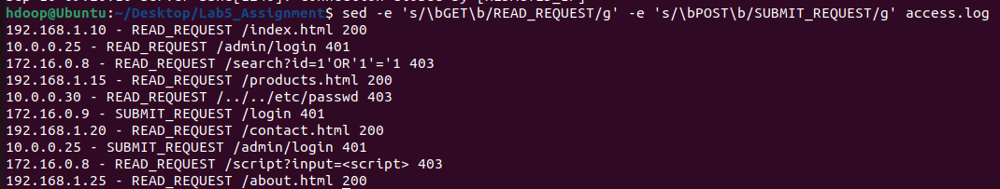 hdoop@Ubuntu:~/Desktop/Lab5_Assignment$ sed -e 's/\bGET\b/READ_REQUEST/g' -e 's/\bPOST\b/SUBMIT_REQUEST/g' access.log
192.168.1.10 - READ_REQUEST /index.html 200
10.0.0.25 - READ_REQUEST /admin/login 401
172.16.0.8 - READ_REQUEST /search?id=1'OR'1'='1 403
192.168.1.15 - READ_REQUEST /products.html 200
10.0.0.30 - READ_REQUEST /../../etc/passwd 403
172.16.0.9 - SUBMIT_REQUEST /login 401
192.168.1.20 - READ_REQUEST /contact.html 200
10.0.0.25 - SUBMIT_REQUEST /admin/login 401
172.16.0.8 - READ_REQUEST /script?input=<script> 403
192.168.1.25 - READ_REQUEST /about.html 200